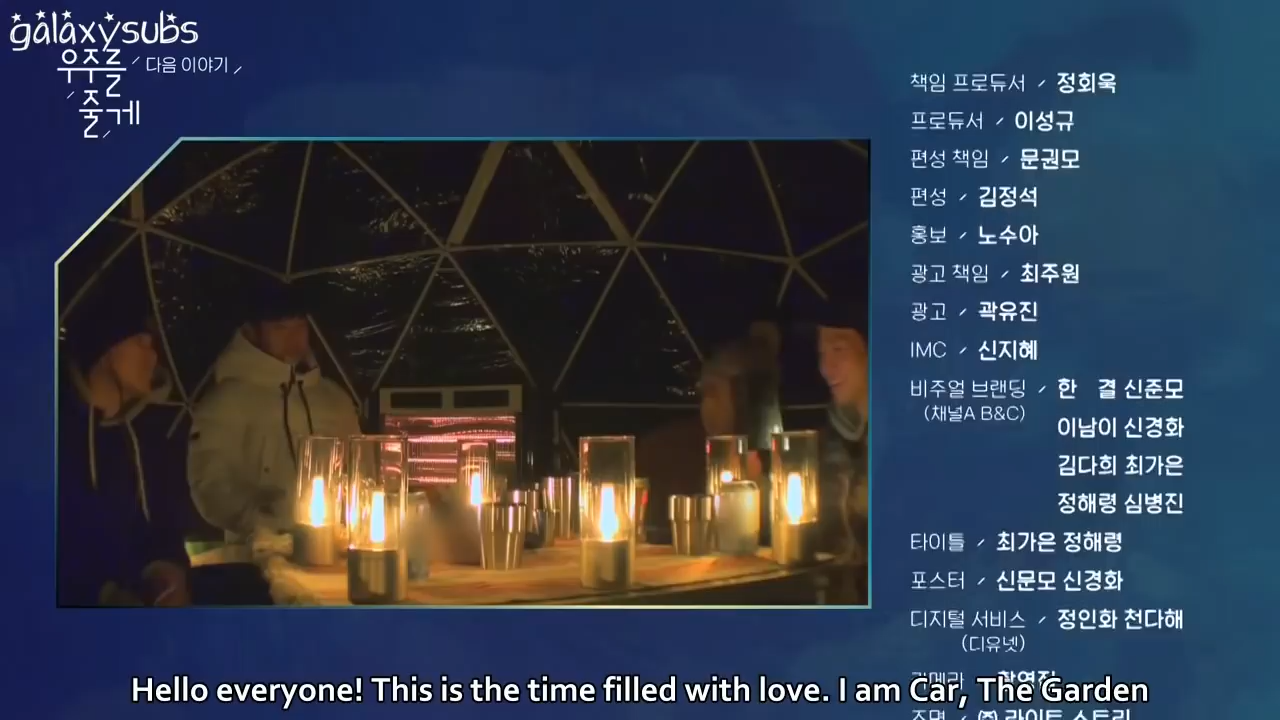 galaxysubs
우주를
줄게
다음 이야기
책임 프로듀서 정회욱
프로듀서 이성규
편성 책임 문권모
편성 김정석
홍보 노수아
광고 책임 최주원
광고 곽유진
IMC 신지혜
비주얼 브랜딩 한 결 신준모
(채널A B&C)
이남이 신경화
김다희 최가은
정해령 심병진
타이틀 최가은 정해령
포스터 신문모 신경화
디지털 서비스 정인화 천다해
(디유넷)
Hello everyone! This is the time filled with love. I am Car, The Garden